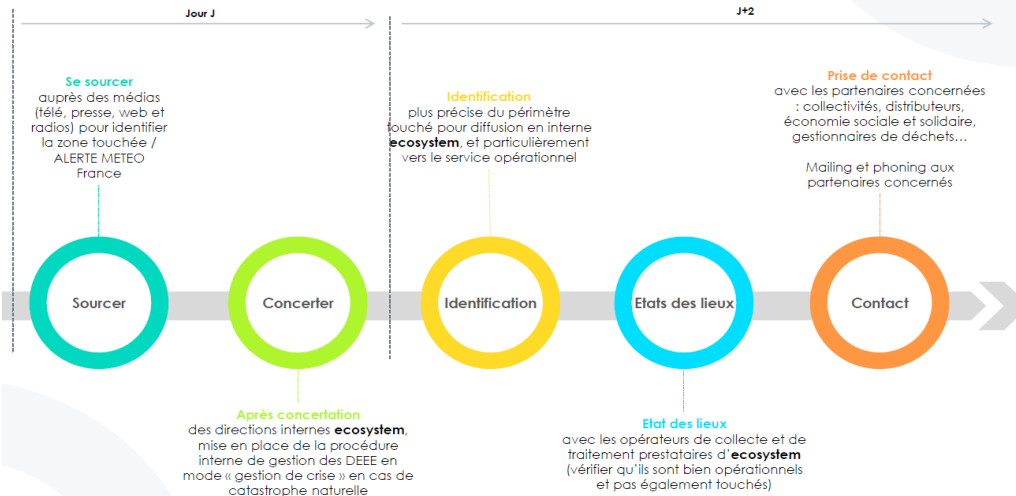 Jour J
J+2
Se sourcer
auprès des médias
(télé, presse, web et
radios) pour identifier
la zone touchée /
ALERTE METEO
France
Identification
plus précise du périmètre
touché pour diffusion en interne
ecosystem, et particulièrement
vers le service opérationnel
Prise de contact
avec les partenaires concernées
: collectivités, distributeurs,
économie sociale et solidaire,
gestionnaires de déchets...
Mailing et phoning aux
partenaires concernés
Sourcer
Concerter
Identification
Etats des lieux
Contact
Après concertation
des directions internes ecosystem,
mise en place de la procédure
interne de gestion des DEEE en
mode « gestion de crise » en cas de
catastrophe naturelle
Etat des lieux
avec les opérateurs de collecte et de
traitement prestataires d'ecosystem
(vérifier qu'ils sont bien opérationnels
et pas également touchés)